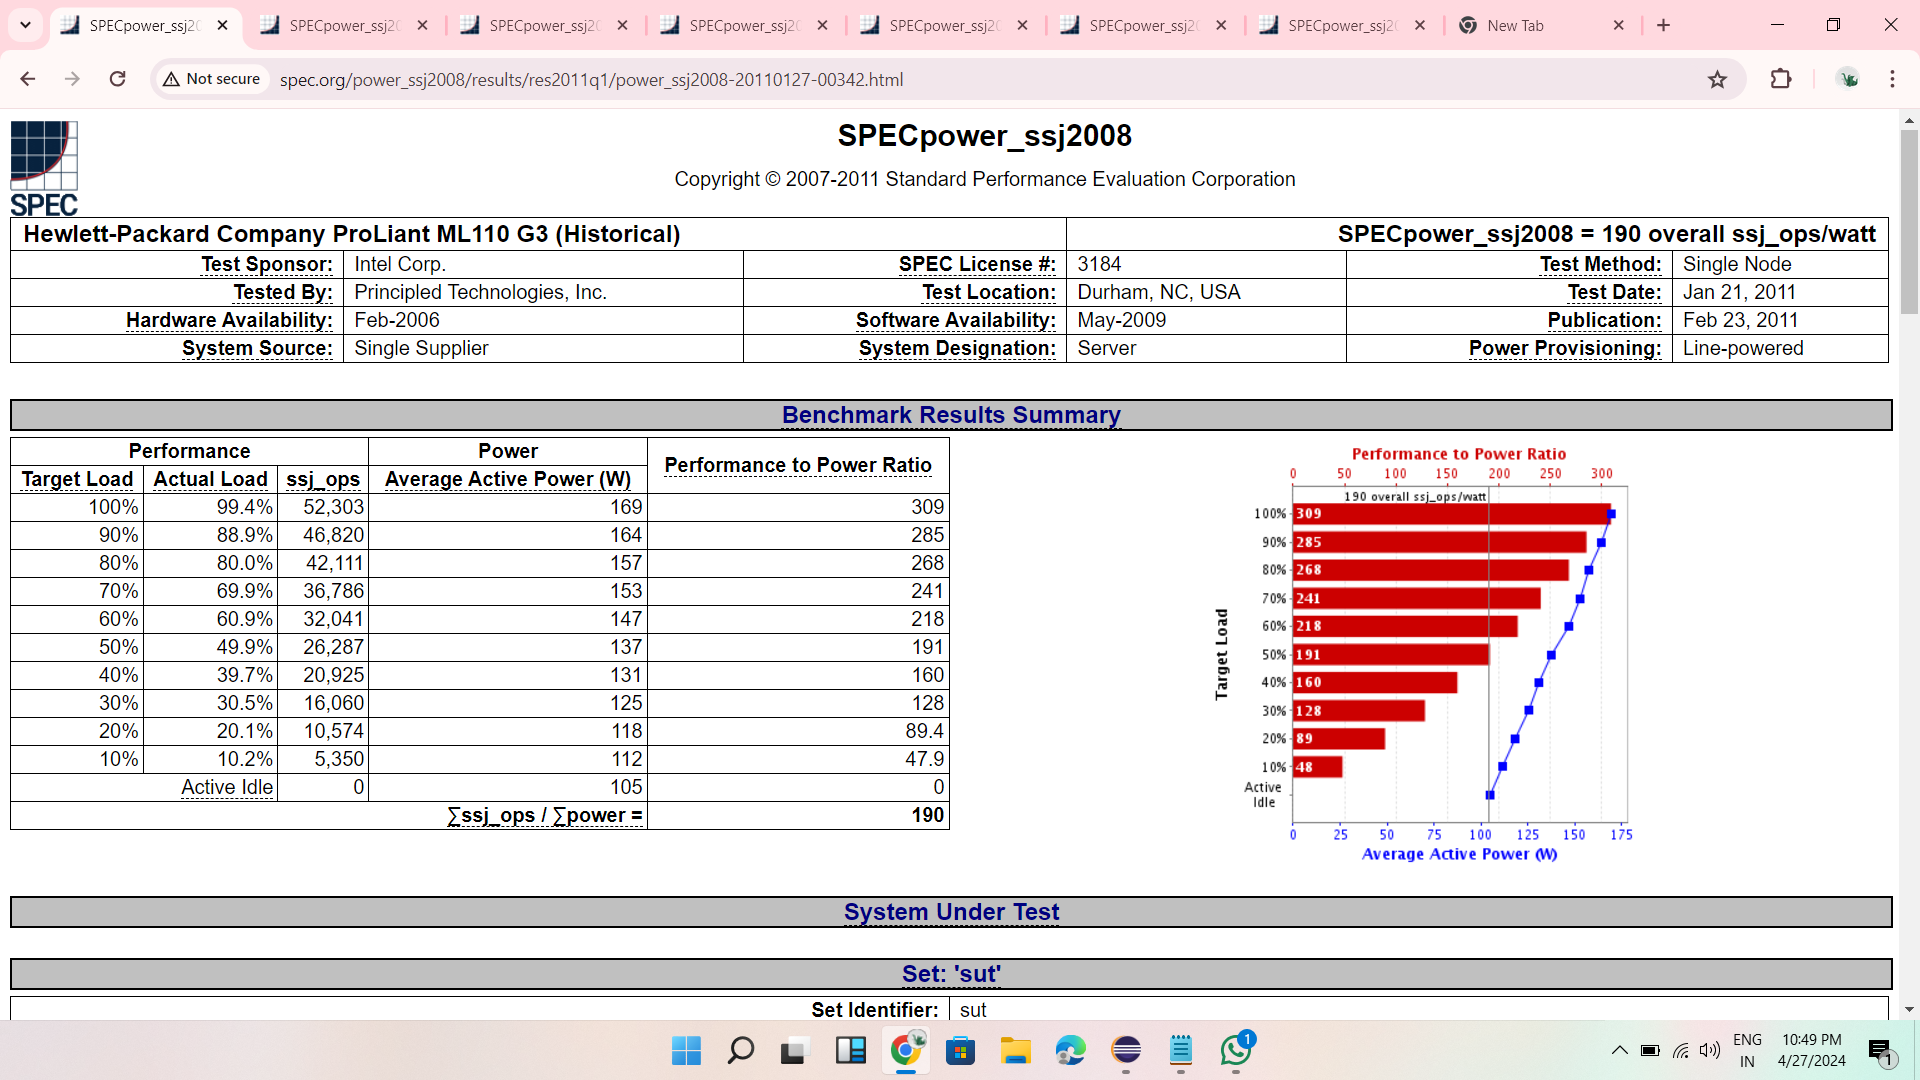 SPECpower_ssj20
SPECpower_ssj20
SPECpower_ssj20
SPECpower_ssj20
SPECpower_ssj20
SPECpower_ssj20
SPECpower_ssj20
New Tab
Not secure
spec.org/power_ssj2008/results/res2011q1/power_ssj2008-20110127-00342.html
SPEC
SPECpower_ssj2008
Copyright © 2007-2011 Standard Performance Evaluation Corporation
Hewlett-Packard Company ProLiant ML110 G3 (Historical) SPECpower_ssj2008 = 190 overall ssj_ops/watt
Test Sponsor: Intel Corp. SPEC License #: 3184 Test Method: Single Node
Tested By: Principled Technologies, Inc. Test Location: Durham, NC, USA Test Date: Jan 21, 2011
Hardware Availability: Feb-2006 Software Availability: May-2009 Publication: Feb 23, 2011
System Source: Single Supplier System Designation: Server Power Provisioning: Line-powered
Benchmark Results Summary
Performance Power Performance to Power Ratio
Target Load Actual Load ssj_ops Average Active Power (W)
100% 99.4% 52,303 169 309
90% 88.9% 46,820 164 285
80% 80.0% 42,111 157 268
70% 69.9% 36,786 153 241
60% 60.9% 32,041 147 218
50% 49.9% 26,287 137 191
40% 39.7% 20,925 131 160
30% 30.5% 16,060 125 128
20% 20.1% 10,574 118 89.4
10% 10.2% 5,350 112 47.9
Active Idle 0 105 0
∑ssj_ops / ∑power = 190
Performance to Power Ratio
0 50 100 150 200 250 300
190 overall ssj_ops/watt
100% 309
90% 285
80% 268
70% 241
60% 218
50% 191
40% 160
30% 128
20% 89
10% 48
Active
Idle
Target Load
0 25 50 75 100 125 150 175
Average Active Power (W)
System Under Test
Set: 'sut'
Set Identifier: sut
1
ENG
IN
10:49 PM
4/27/2024
1